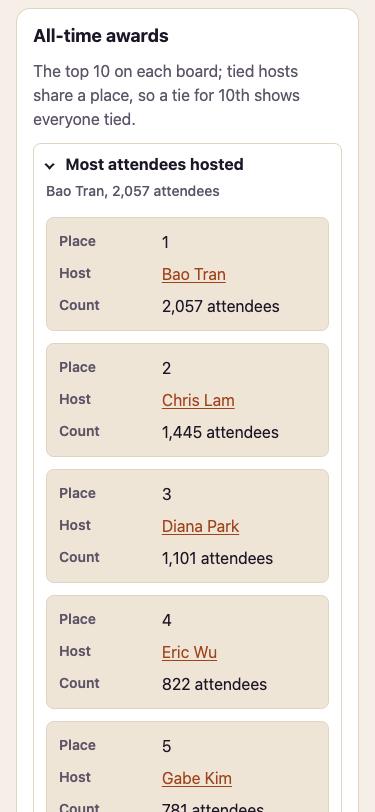 All-time awards
The top 10 on each board; tied hosts
share a place, so a tie for 10th shows
everyone tied.
Most attendees hosted
Bao Tran, 2,057 attendees
Place 1
Host Bao Tran
Count 2,057 attendees
Place 2
Host Chris Lam
Count 1,445 attendees
Place 3
Host Diana Park
Count 1,101 attendees
Place 4
Host Eric Wu
Count 822 attendees
Place 5
Host Gabe Kim
Count 781 attendees